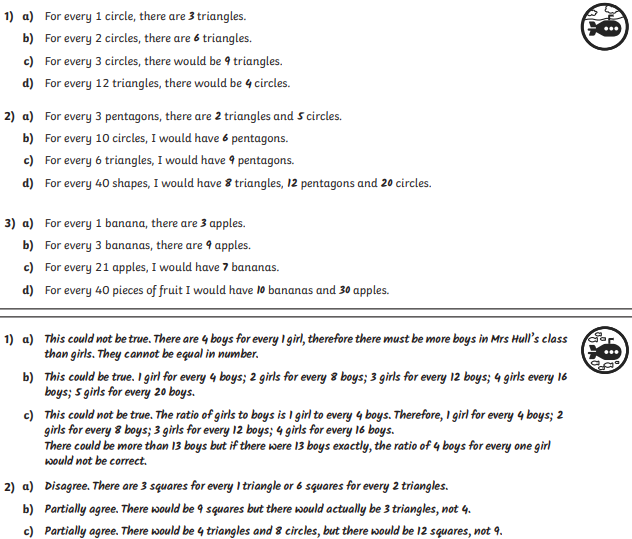 1) a) For every 1 circle, there are 3 triangles.
b) For every 2 circles, there are 6 triangles.
c) For every 3 circles, there would be 9 triangles.
d) For every 12 triangles, there would be 4 circles.
2) a) For every 3 pentagons, there are 2 triangles and 5 circles.
b) For every 10 circles, I would have 6 pentagons.
c) For every 6 triangles, I would have 9 pentagons.
d) For every 40 shapes, I would have 8 triangles, 12 pentagons and 20 circles.
3) a) For every 1 banana, there are 3 apples.
b) For every 3 bananas, there are 9 apples.
c) For every 21 apples, I would have 7 bananas.
d) For every 40 pieces of fruit I would have 10 bananas and 30 apples.
1) a) This could not be true. There are 4 boys for every 1 girl, therefore there must be more boys in Mrs Hull's class
than girls. They cannot be equal in number.
b) This could be true. 1 girl for every 4 boys; 2 girls for every 8 boys; 3 girls for every 12 boys; 4 girls every 16
boys; 5 girls for every 20 boys.
c) This could not be true. The ratio of girls to boys is 1 girl to every 4 boys. Therefore, 1 girl for every 4 boys; 2
girls for every 8 boys; 3 girls for every 12 boys; 4 girls for every 16 boys.
There could be more than 13 boys but if there were 13 boys exactly, the ratio of 4 boys for every one girl
would not be correct.
2) a) Disagree. There are 3 squares for every 1 triangle or 6 squares for every 2 triangles.
b) Partially agree. There would be 9 squares but there would actually be 3 triangles, not 4.
c) Partially agree. There would be 4 triangles and 8 circles, but there would be 12 squares, not 9.